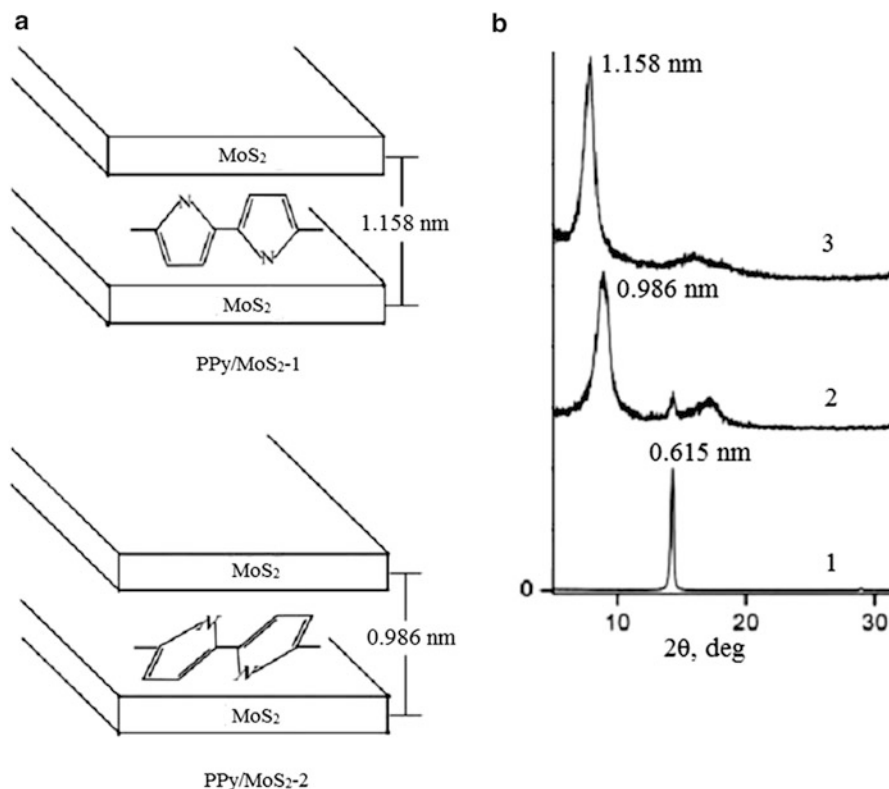 a
MoS₂
N
N
1.158 nm
MoS₂
PPy/MoS₂-1
MoS₂
N
N
0.986 nm
MoS₂
PPy/MoS₂-2
b
1.158 nm
3
0.986 nm
2
0.615 nm
1
0
10 20 30
2θ, deg